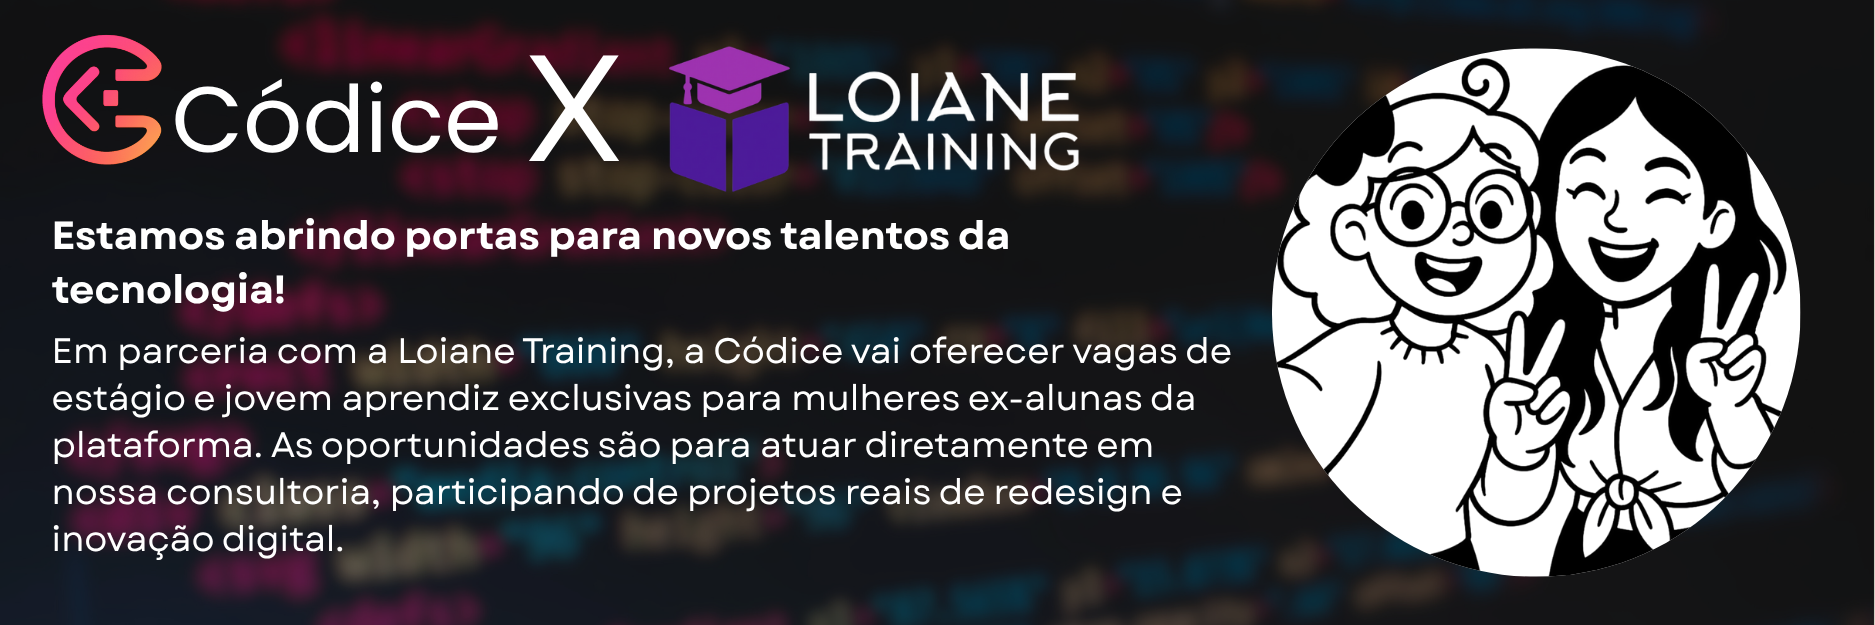 Códice X LOIANE
TRAINING
Estamos abrindo portas para novos talentos da
tecnologia!
Em parceria com a Loiane Training, a Códice vai oferecer vagas de
estágio e jovem aprendiz exclusivas para mulheres ex-alunas da
plataforma. As oportunidades são para atuar diretamente em
nossa consultoria, participando de projetos reais de redesign e
inovação digital.